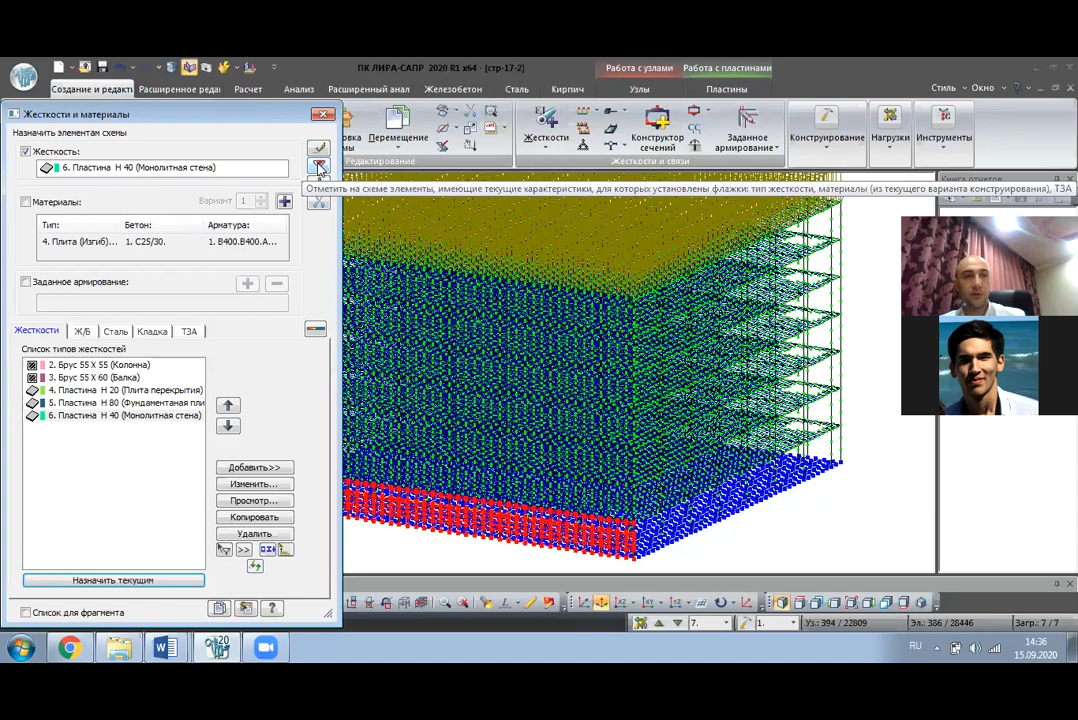 ПК ЛИРА-САПР 2020 R1 x64 - [стр-17-2]
Работа с узлами
Работа с пластинами
Создание и редакти
Расширенное реда
Расчет
Анализ
Расширенный анал
Железобетон
Сталь
Кирпич
Узлы
Пластины
Стиль
Окно
Жесткости и материалы
Назначить элементам схемы
Жесткость:
6. Пластина H 40 (Монолитная стена)
Материалы:
Вариант
1
Тип:
Бетон:
Арматура:
4. Плита (Изгиб)...
1. C25/30.
1. B400.B400.A...
Заданное армирование:
Жесткости
Ж/Б
Сталь
Кладка
ТЗА
Список типов жесткостей
2. Брус 55 X 55 (Колонна)
3. Брус 55 X 60 (Балка)
4. Пластина H 20 (Плита перекрытия)
5. Пластина H 80 (Фундаментаная пли
6. Пластина H 40 (Монолитная стена)
Добавить>>
Изменить...
Просмотр...
Копировать
Удалить
>>
Назначить текущим
Список для фрагмента
овка
Перемещение
Редактирование
Жесткости
Конструктор сечений
Заданное армирование
Жесткости и связи
Конструирование
Нагрузки
Инструменты
Отметить на схеме элементы, имеющие текущие характеристики, для которых установлены флажки: тип жесткости, материалы (из текущего варианта конструирования), ТЗА
Книга отчетов
XZ
XY
YZ
7.
1.
Уз.: 394 / 22809
Эл.: 386 / 28446
Загр.: 7 / 7
RU
14:36
15.09.2020